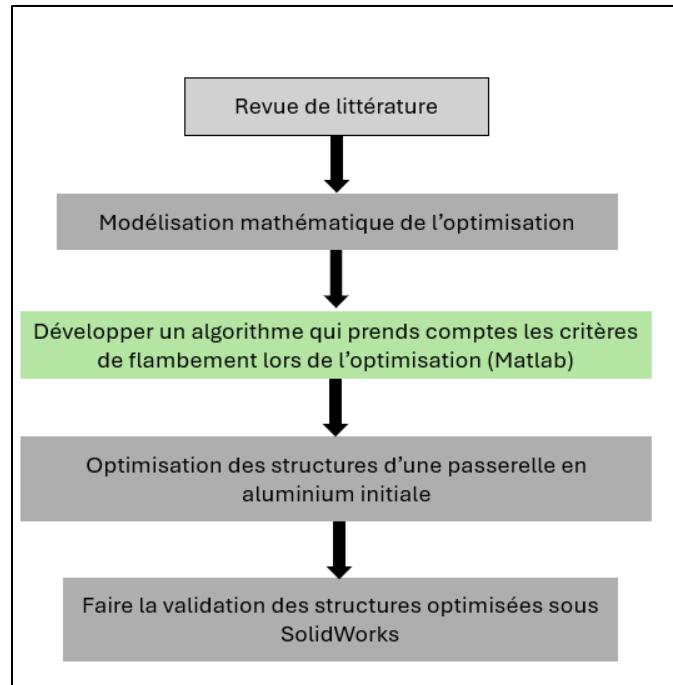 Revue de littérature
Modélisation mathématique de l'optimisation
Développer un algorithme qui prends comptes les critères
de flambement lors de l'optimisation (Matlab)
Optimisation des structures d'une passerelle en
aluminium initiale
Faire la validation des structures optimisées sous
SolidWorks